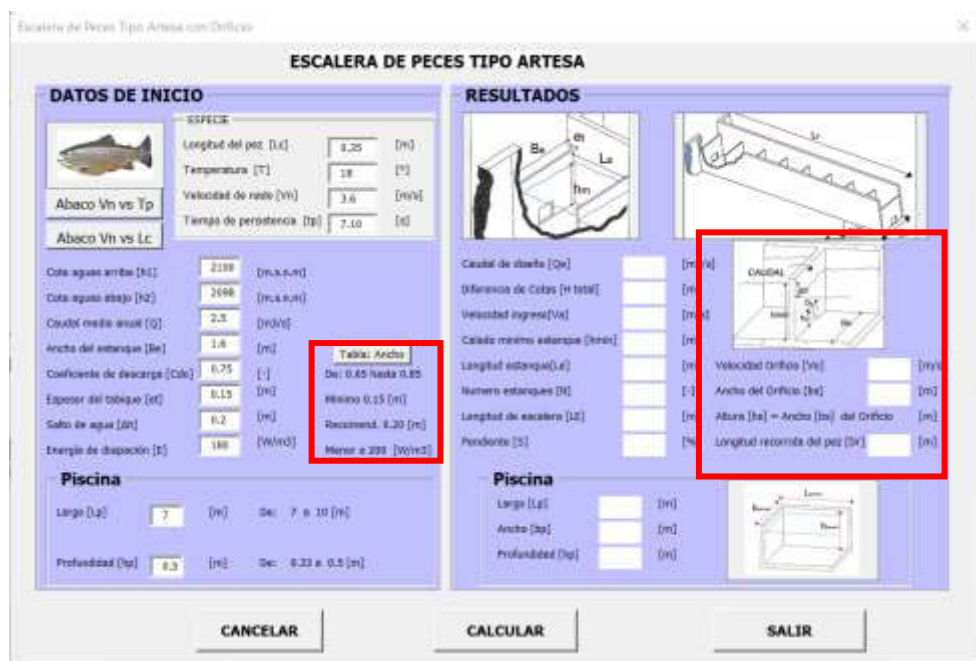 Escalera de Peces Tipo Artesa con Orificio
ESCALERA DE PECES TIPO ARTESA
DATOS DE INICIO
ESPECIE
Longitud del pez [Lc] 0.35 [m]
Temperatura [T] 18 [º]
Velocidad de nado [Vn] 3.6 [m/s]
Tiempo de persistencia [tp] 7.10 [s]
Abaco Vn vs Tp
Abaco Vn vs Lc
Cota aguas arriba [h1] 2100 [m.s.n.m]
Cota aguas abajo [h2] 2098 [m.s.n.m]
Caudal medio anual [Q] 2.5 [m3/s]
Ancho del estanque [Be] 1.6 [m] Tabla: Ancho
Coeficiente de descarga [Cdo] 0.75 [-] De: 0.65 hasta 0.85
Espesor del tabique [et] 0.15 [m] Minimo 0.15 [m]
Salto de agua [Δh] 0.2 [m] Recomend. 0.20 [m]
Energia de disipación [E] 180 [W/m3] Menor a 200 [W/m3]
Piscina
Largo [Lp] 7 [m] De: 7 a 10 [m]
Profundidad [hp] 0.5 [m] De: 0.33 a 0.5 [m]
RESULTADOS
Be et Le hm
Lr
CAUDAL
Caudal de diseño [Qe]
Diferencia de Cotas [H total]
Velocidad ingreso[Va]
Calado minimo estanque [hmin]
Longitud estanque[Le]
Numero estanques [N] [-]
Longitud de escalera [LE]
Pendiente [S] [%
Velocidad Orificio [Vo] [m/s
Ancho del Orificio [bo] [m]
Altura [ho] = Ancho [bo] del Orificio [m]
Longitud recorrida del pez [Dr] [m]
Piscina
Largo [Lp] [m]
Ancho [bp] [m]
Profundidad [hp] [m]
CANCELAR
CALCULAR
SALIR